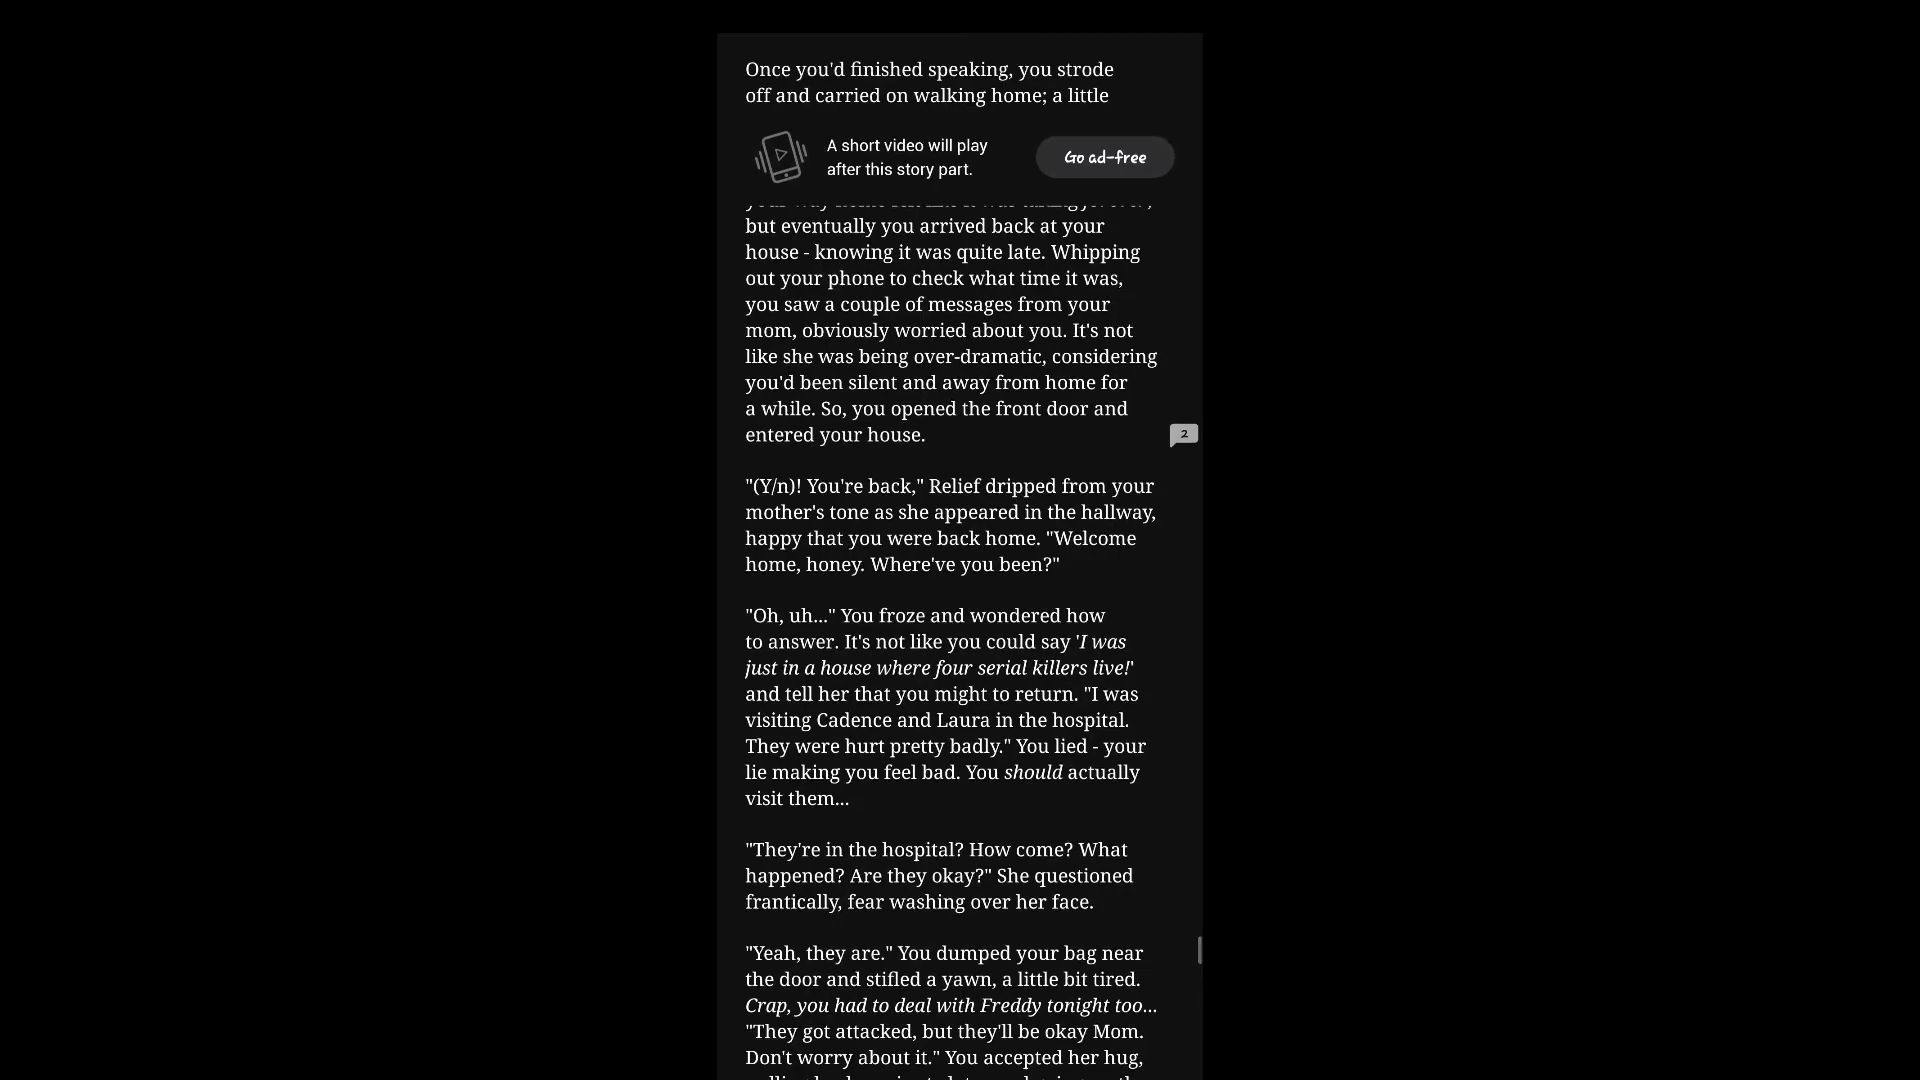 Once you'd finished speaking, you strode
off and carried on walking home; a little
A short video will play
after this story part.
Go ad-free
but eventually you arrived back at your
house - knowing it was quite late. Whipping
out your phone to check what time it was,
you saw a couple of messages from your
mom, obviously worried about you. It's not
like she was being over-dramatic, considering
you'd been silent and away from home for
a while. So, you opened the front door and
entered your house.
2
"(Y/n)! You're back," Relief dripped from your
mother's tone as she appeared in the hallway,
happy that you were back home. "Welcome
home, honey. Where've you been?"
"Oh, uh..." You froze and wondered how
to answer. It's not like you could say 'I was
just in a house where four serial killers live!'
and tell her that you might to return. "I was
visiting Cadence and Laura in the hospital.
They were hurt pretty badly." You lied - your
lie making you feel bad. You should actually
visit them...
"They're in the hospital? How come? What
happened? Are they okay?" She questioned
frantically, fear washing over her face.
"Yeah, they are." You dumped your bag near
the door and stifled a yawn, a little bit tired.
Crap, you had to deal with Freddy tonight too...
"They got attacked, but they'll be okay Mom.
Don't worry about it." You accepted her hug,